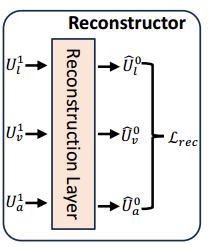 Reconstructor
U_l^1
Reconstruction Layer
Û_l^0
U_v^1
Û_v^0
ℒ_rec
U_a^1
Û_a^0